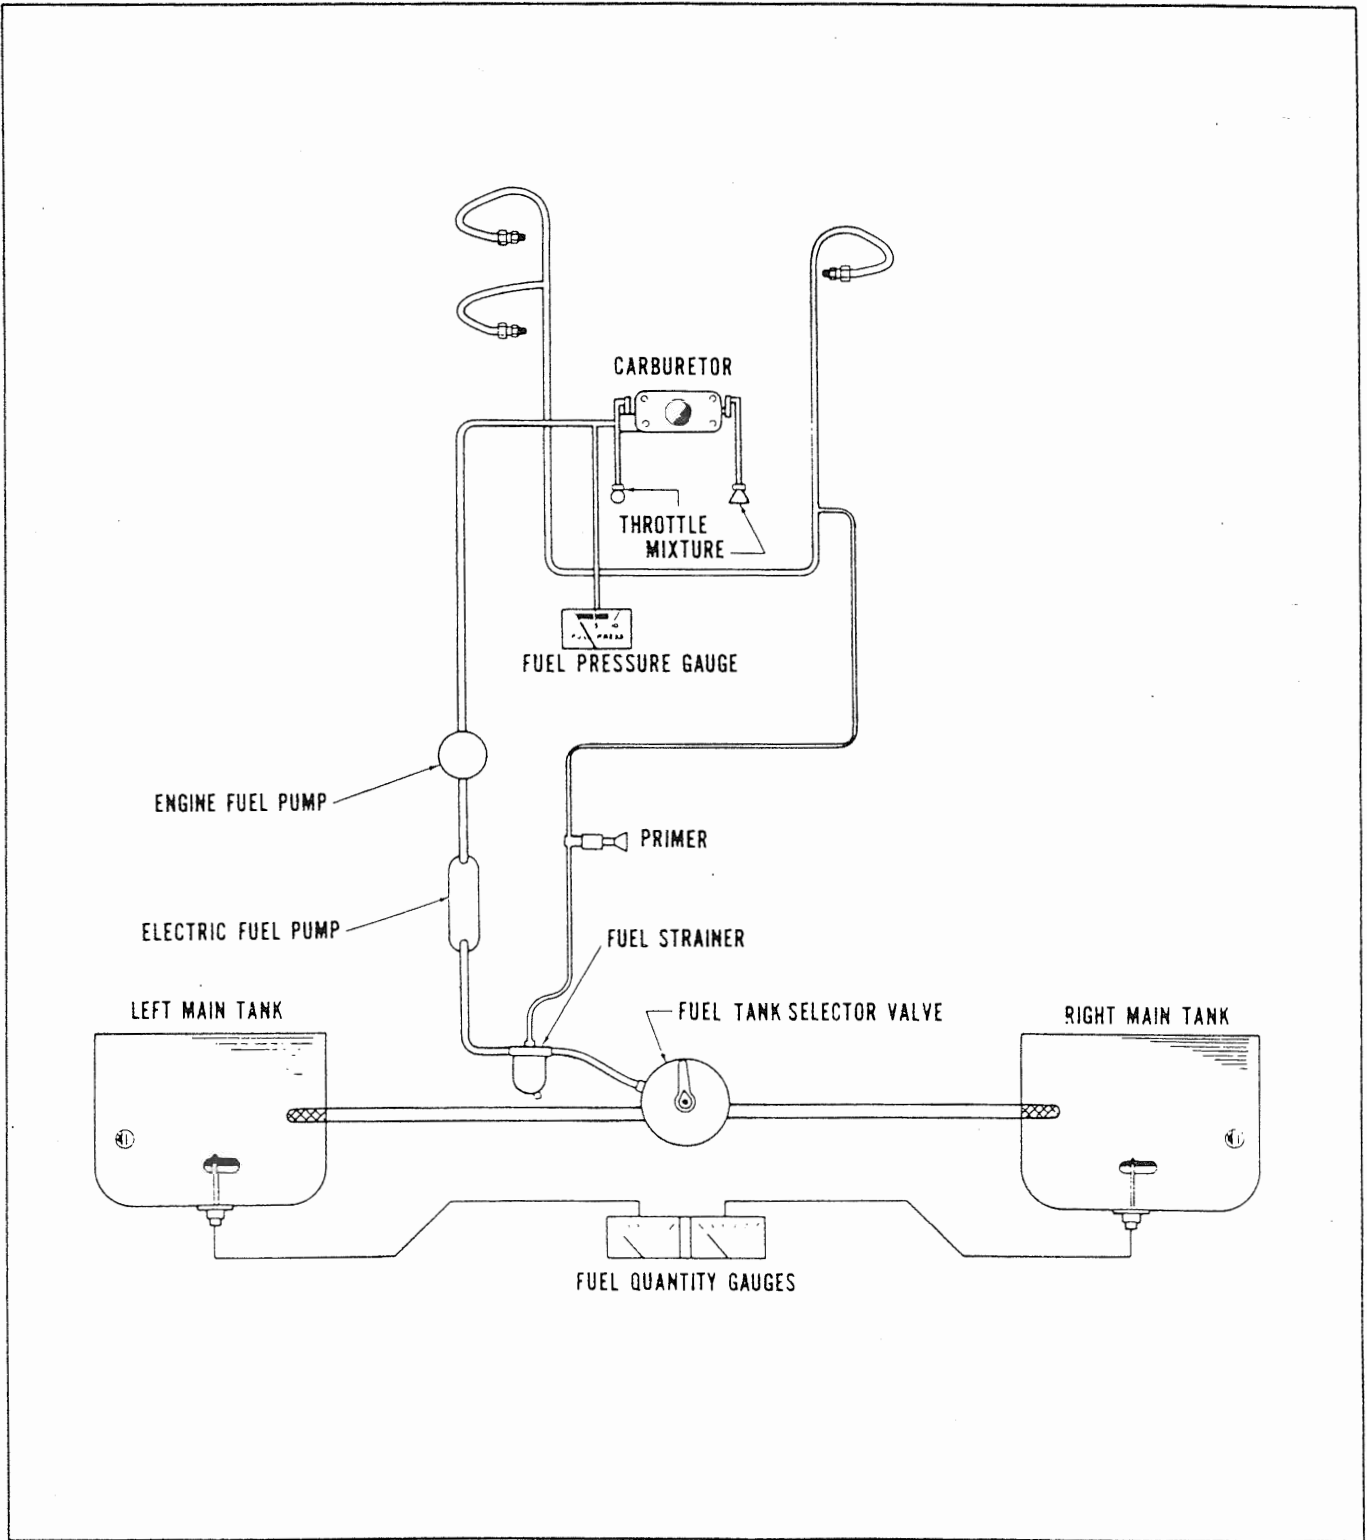 CARBURETOR
THROTTLE
MIXTURE
FUEL PRESSURE GAUGE
ENGINE FUEL PUMP
PRIMER
ELECTRIC FUEL PUMP
FUEL STRAINER
LEFT MAIN TANK
FUEL TANK SELECTOR VALVE
RIGHT MAIN TANK
FUEL QUANTITY GAUGES